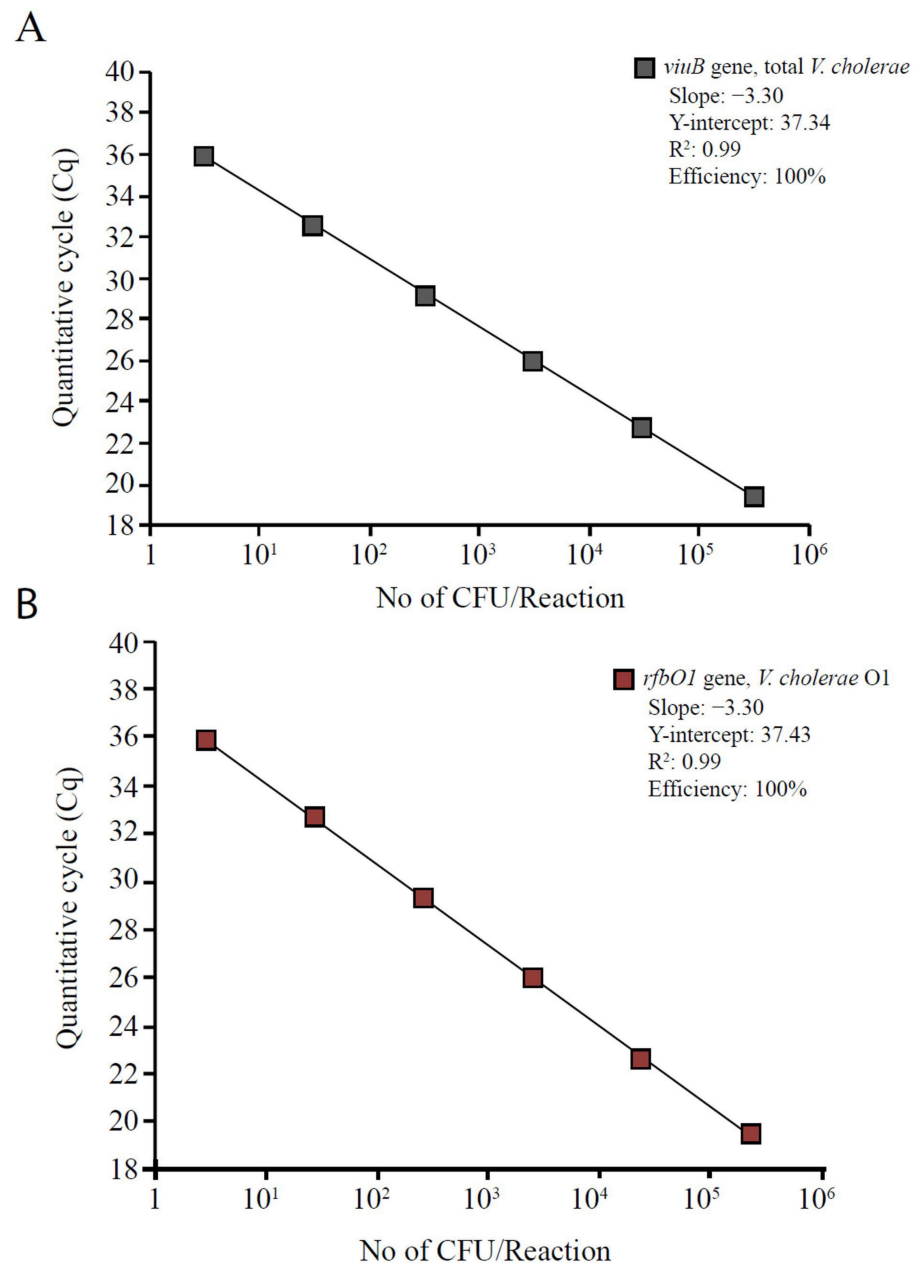 A
viuB gene, total V. cholerae
Slope: −3.30
Y-intercept: 37.34
R²: 0.99
Efficiency: 100%
Quantitative cycle (Cq)
40
38
36
34
32
30
28
26
24
22
20
18
1
10¹
10²
10³
10⁴
10⁵
10⁶
No of CFU/Reaction
B
rfbO1 gene, V. cholerae O1
Slope: −3.30
Y-intercept: 37.43
R²: 0.99
Efficiency: 100%
Quantitative cycle (Cq)
40
38
36
34
32
30
28
26
24
22
20
18
1
10¹
10²
10³
10⁴
10⁵
10⁶
No of CFU/Reaction